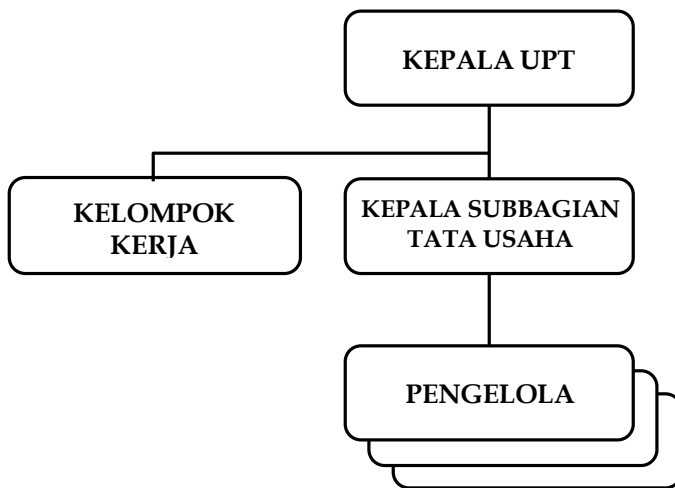 KEPALA UPT
KELOMPOK
KERJA
KEPALA SUBBAGIAN
TATA USAHA
PENGELOLA